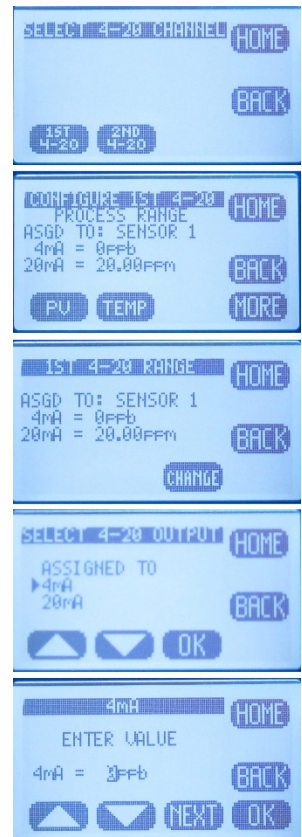 SELECT 4-20 CHANNEL HOME
BACK
1ST 4-20 2ND 4-20
CONFIGURE 1ST 4-20 HOME
PROCESS RANGE
ASGD TO: SENSOR 1
4mA = 0ppb
20mA = 20.00ppm BACK
PV TEMP MORE
1ST 4-20 RANGE HOME
ASGD TO: SENSOR 1
4mA = 0ppb
20mA = 20.00ppm BACK
CHANGE
SELECT 4-20 OUTPUT HOME
ASSIGNED TO
4mA
20mA BACK
OK
4mA HOME
ENTER VALUE
4mA = 0ppb BACK
NEXT OK